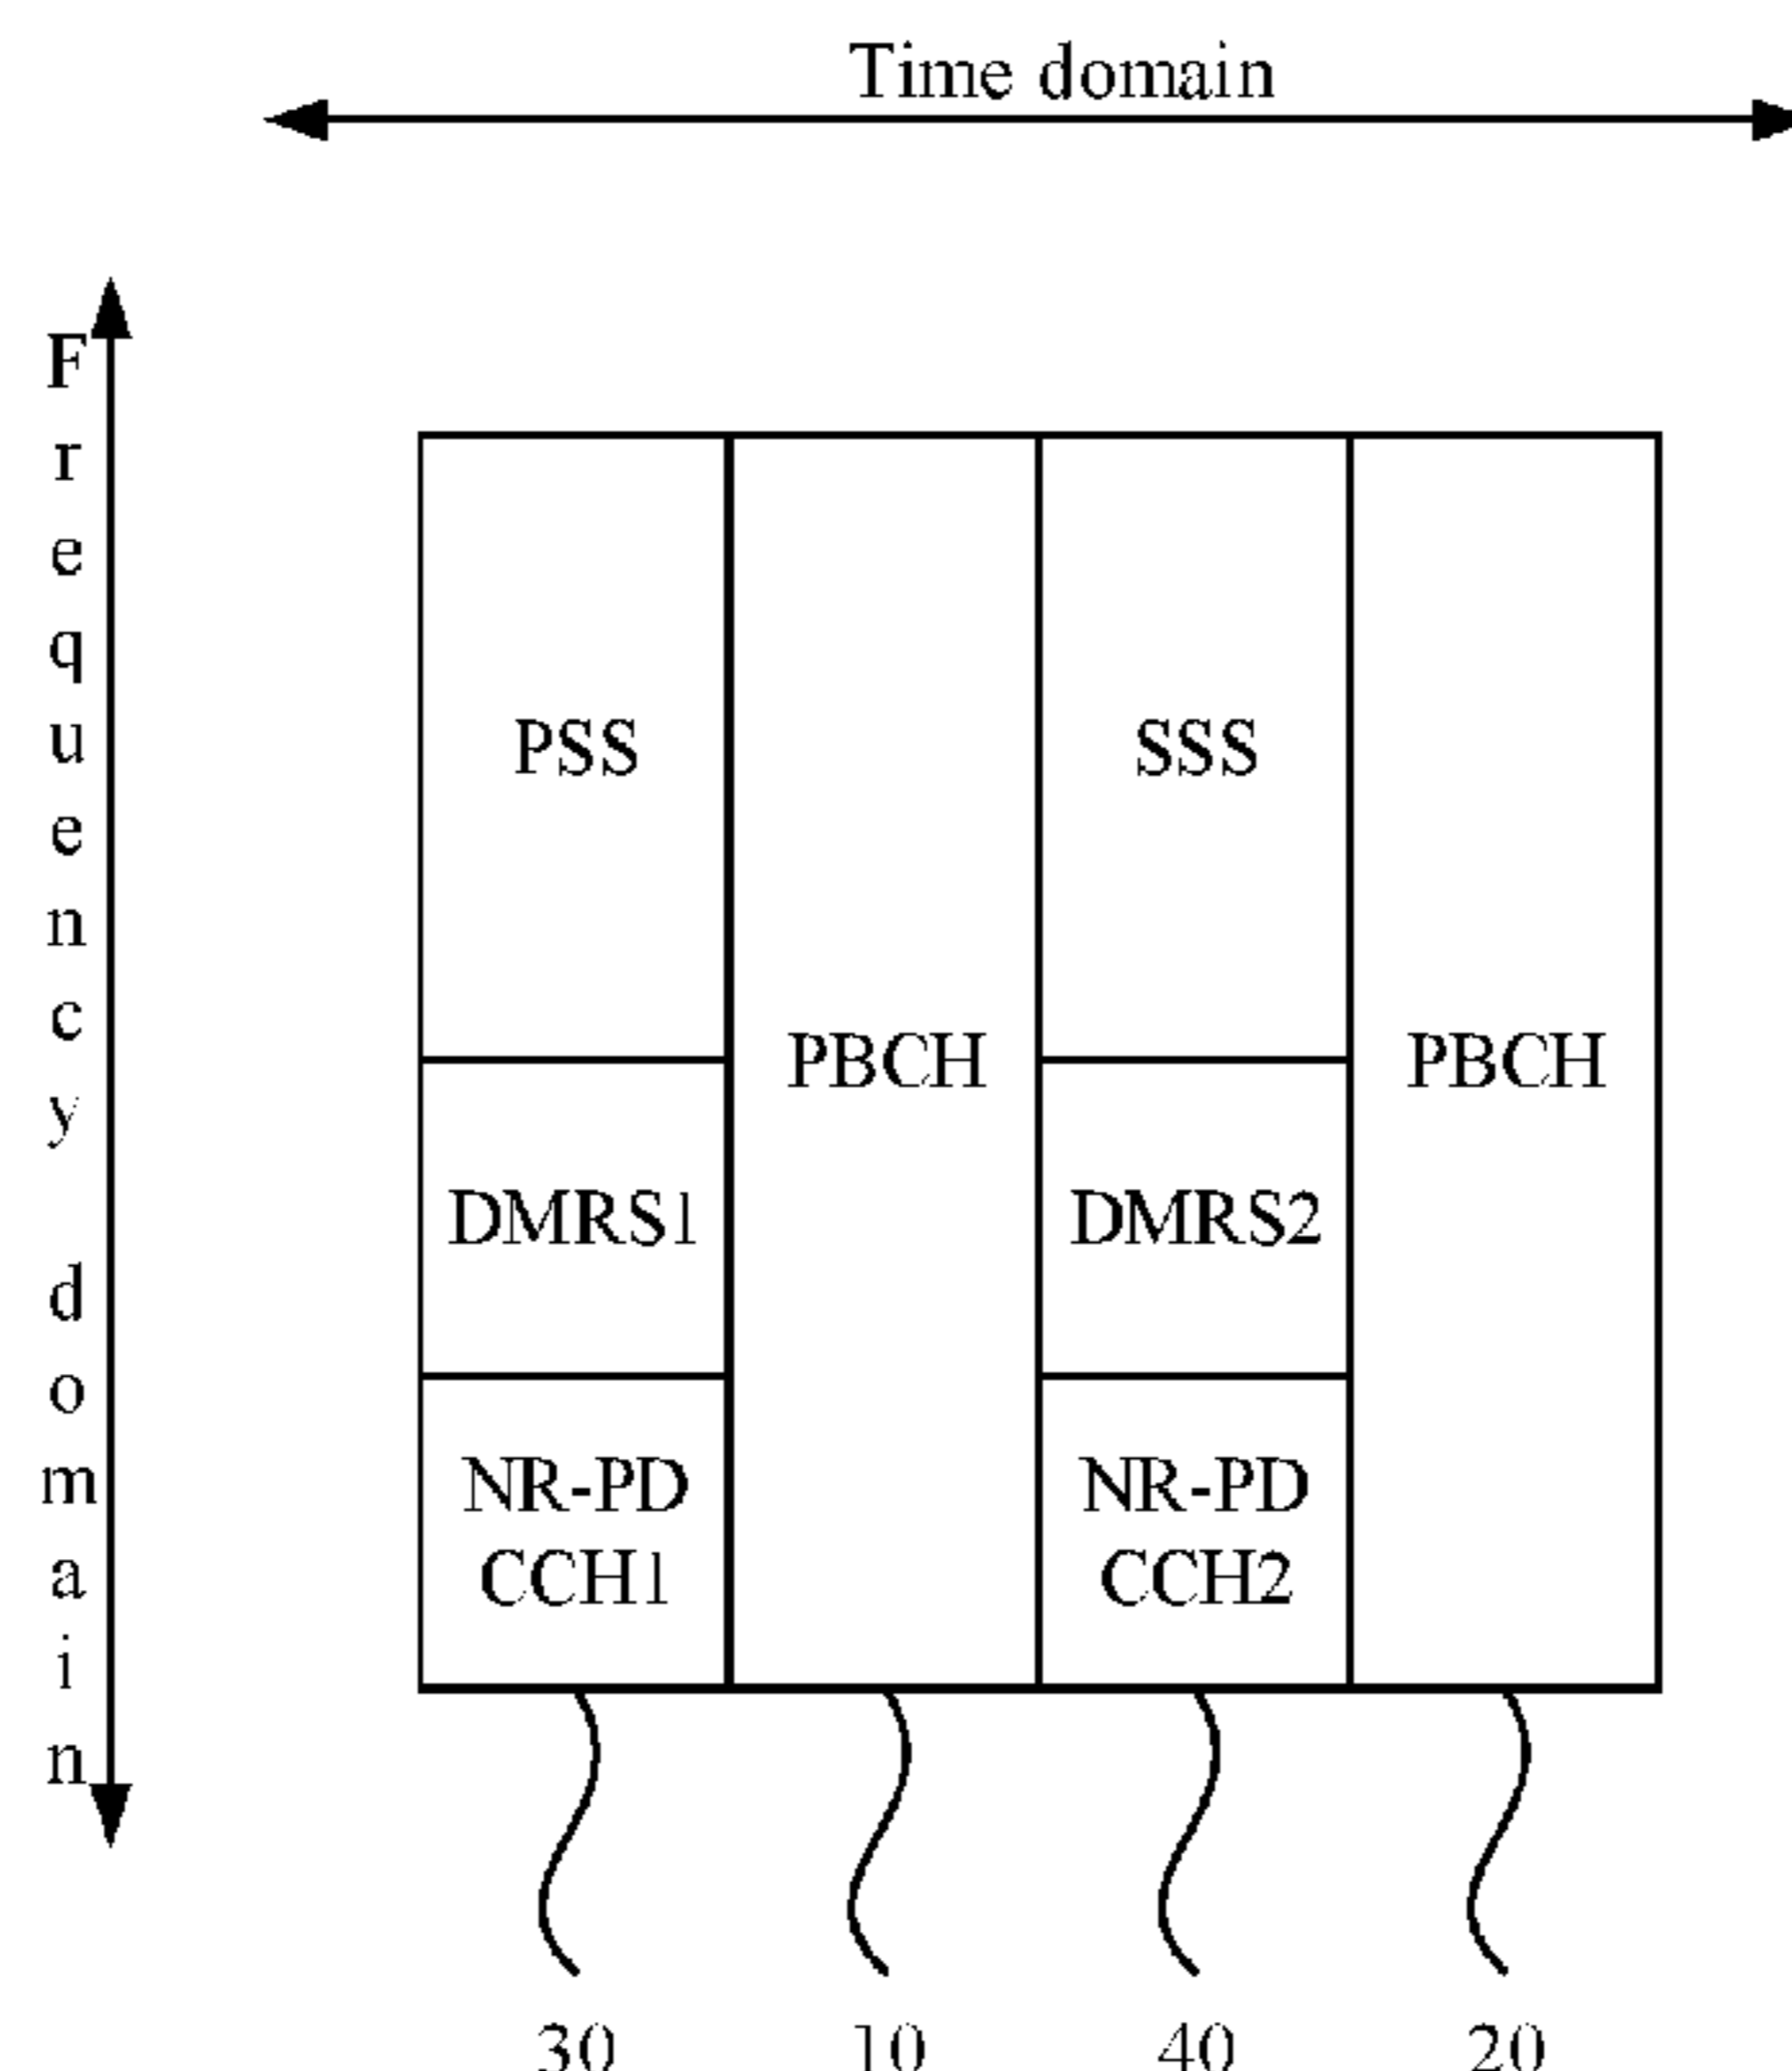 Time domain
Frequency domain
PSS
SSS
PBCH
PBCH
DMRS1
DMRS2
NR-PD
CCH1
NR-PD
CCH2
30
10
40
20